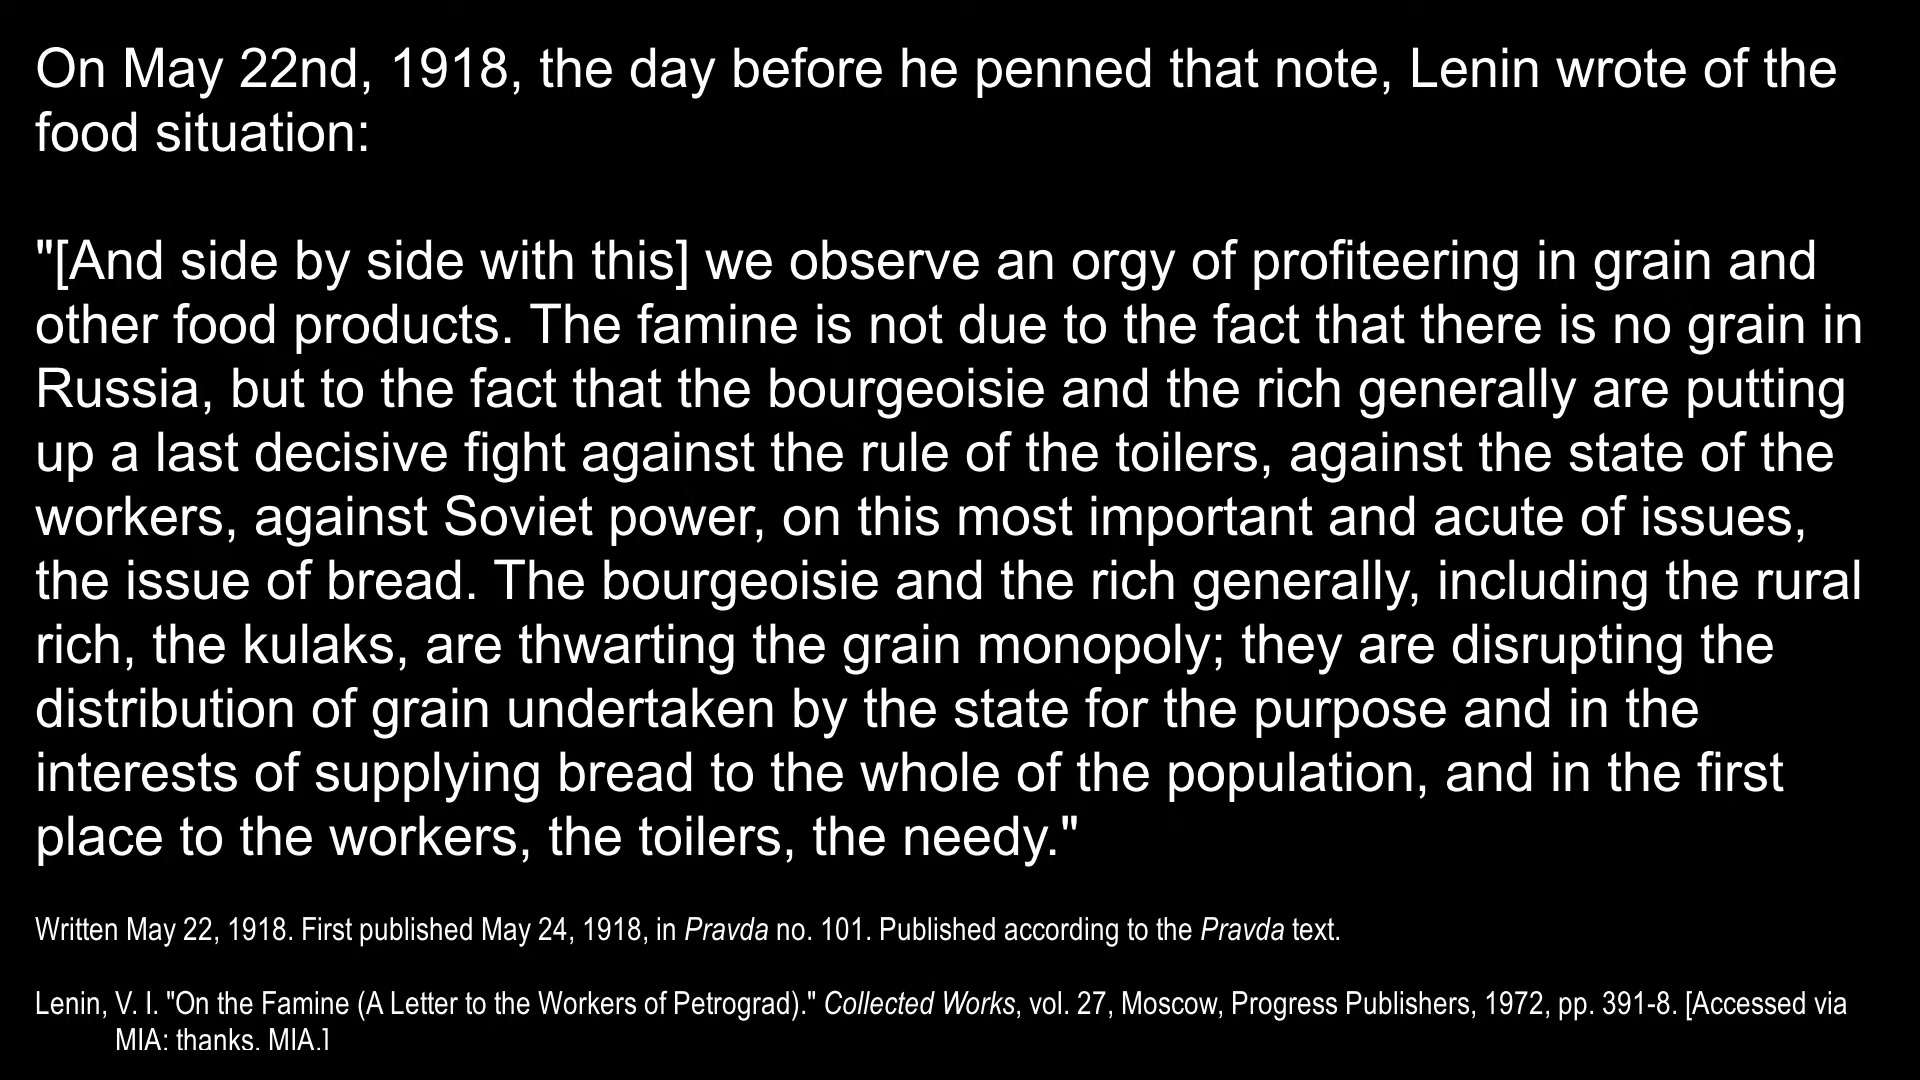 On May 22nd, 1918, the day before he penned that note, Lenin wrote of the
food situation:
"[And side by side with this] we observe an orgy of profiteering in grain and
other food products. The famine is not due to the fact that there is no grain in
Russia, but to the fact that the bourgeoisie and the rich generally are putting
up a last decisive fight against the rule of the toilers, against the state of the
workers, against Soviet power, on this most important and acute of issues,
the issue of bread. The bourgeoisie and the rich generally, including the rural
rich, the kulaks, are thwarting the grain monopoly; they are disrupting the
distribution of grain undertaken by the state for the purpose and in the
interests of supplying bread to the whole of the population, and in the first
place to the workers, the toilers, the needy."
Written May 22, 1918. First published May 24, 1918, in Pravda no. 101. Published according to the Pravda text.
Lenin, V. I. "On the Famine (A Letter to the Workers of Petrograd)." Collected Works, vol. 27, Moscow, Progress Publishers, 1972, pp. 391-8. [Accessed via
MIA; thanks, MIA.]